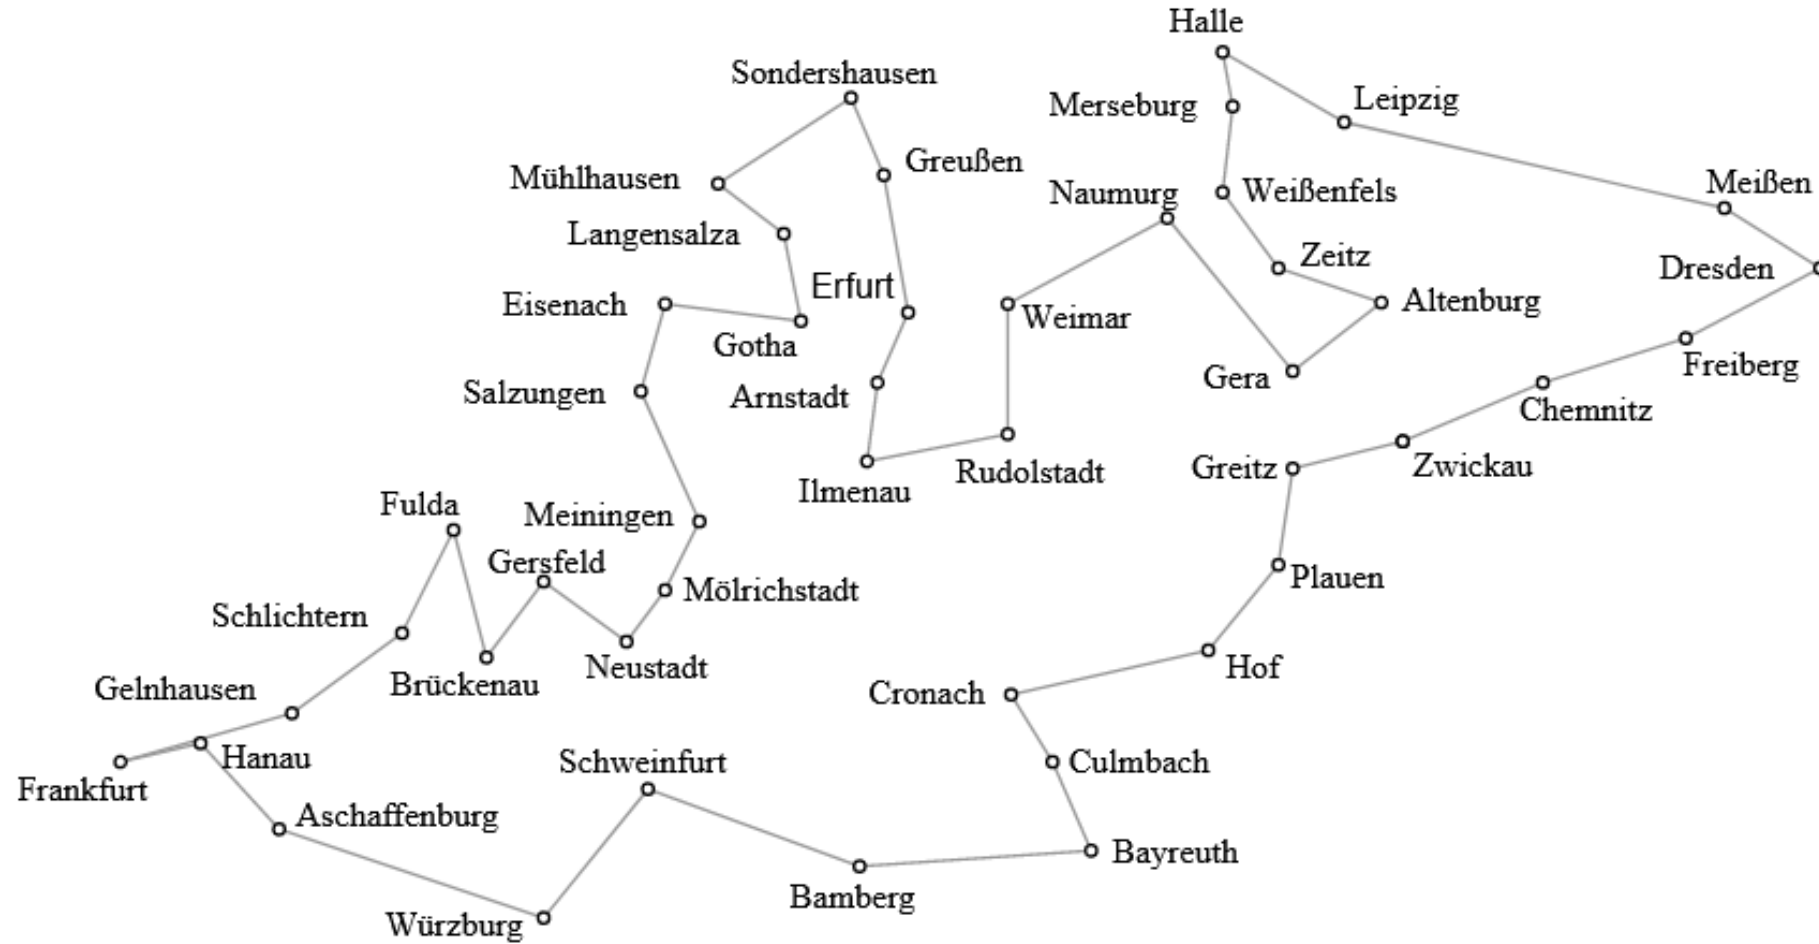 Halle
Sondershausen
Merseburg
Leipzig
Greußen
Mühlhausen
Naumurg
Weißenfels
Meißen
Langensalza
Zeitz
Dresden
Erfurt
Eisenach
Altenburg
Weimar
Gotha
Freiberg
Gera
Salzungen
Arnstadt
Chemnitz
Greitz
Zwickau
Rudolstadt
Ilmenau
Fulda
Meiningen
Gersfeld
Plauen
Mölrichstadt
Schlichtern
Neustadt
Hof
Brückenau
Gelnhausen
Cronach
Hanau
Schweinfurt
Culmbach
Frankfurt
Aschaffenburg
Bayreuth
Bamberg
Würzburg